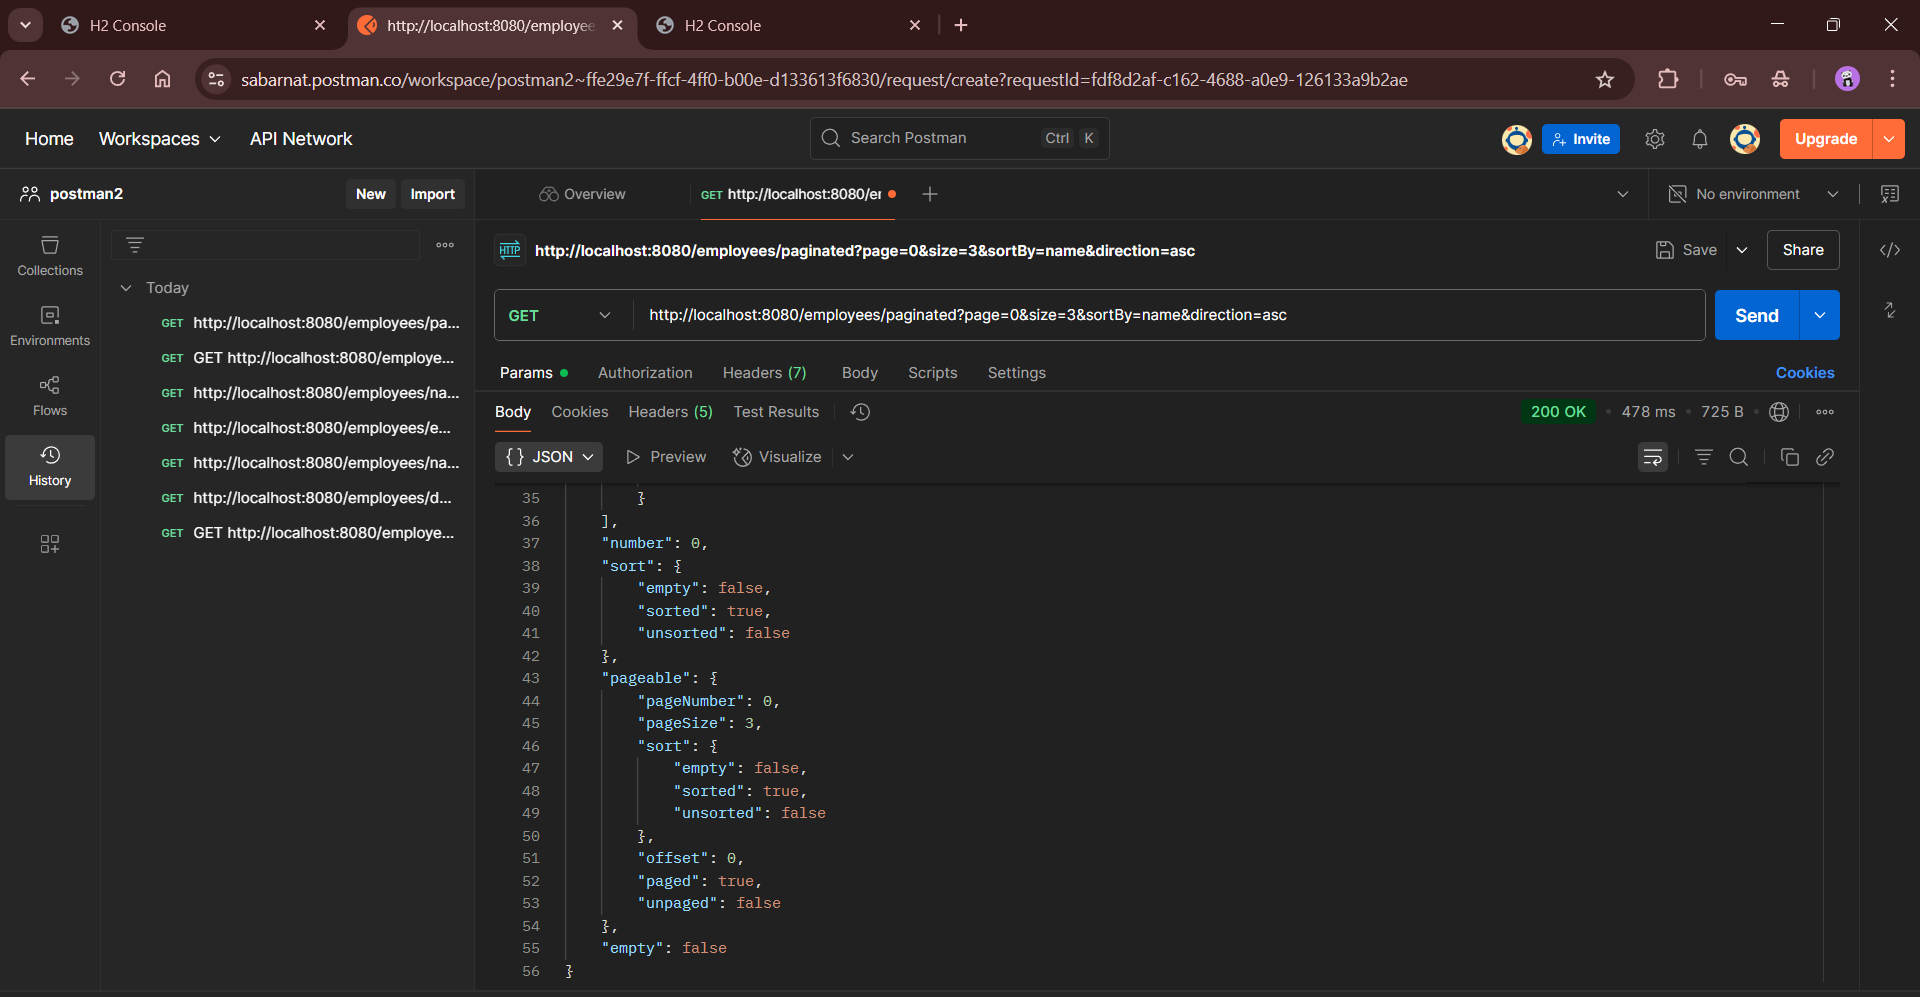 H2 Console
http://localhost:8080/employee
H2 Console
sabarnat.postman.co/workspace/postman2~ffe29e7f-ffcf-4ff0-b00e-d133613f6830/request/create?requestId=fdf8d2af-c162-4688-a0e9-126133a9b2ae
Home Workspaces API Network
Search Postman Ctrl K
Invite
Upgrade
postman2
New Import
Overview
GET http://localhost:8080/er
No environment
Collections
Environments
Flows
History
Today
GET http://localhost:8080/employees/pa...
GET GET http://localhost:8080/employe...
GET http://localhost:8080/employees/na...
GET http://localhost:8080/employees/e...
GET http://localhost:8080/employees/na...
GET http://localhost:8080/employees/d...
GET GET http://localhost:8080/employe...
HTTP http://localhost:8080/employees/paginated?page=0&size=3&sortBy=name&direction=asc
Save Share
GET http://localhost:8080/employees/paginated?page=0&size=3&sortBy=name&direction=asc
Send
Params Authorization Headers (7) Body Scripts Settings Cookies
Body Cookies Headers (5) Test Results 200 OK 478 ms 725 B
{} JSON Preview Visualize
35 }
36 ],
37 "number": 0,
38 "sort": {
39 "empty": false,
40 "sorted": true,
41 "unsorted": false
42 },
43 "pageable": {
44 "pageNumber": 0,
45 "pageSize": 3,
46 "sort": {
47 "empty": false,
48 "sorted": true,
49 "unsorted": false
50 },
51 "offset": 0,
52 "paged": true,
53 "unpaged": false
54 },
55 "empty": false
56 }